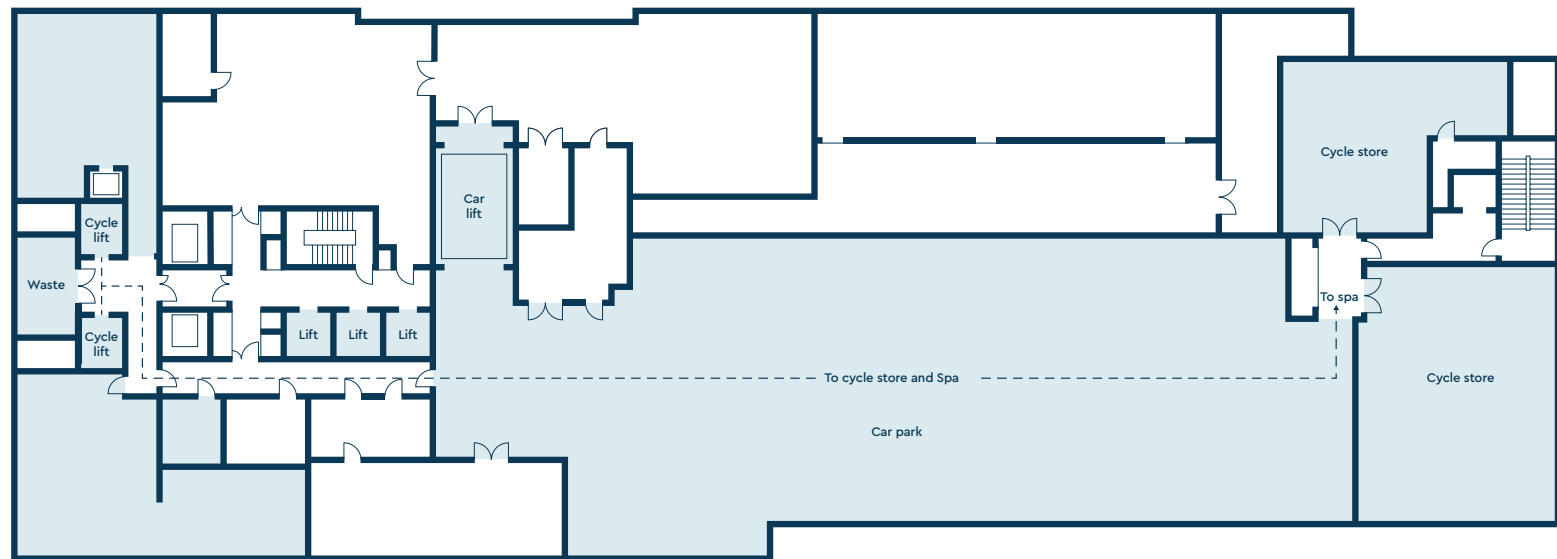 Cycle store
Car
lift
Cycle
lift
Waste
To spa
Cycle
lift
Lift
Lift
Lift
To cycle store and Spa
Cycle store
Car park